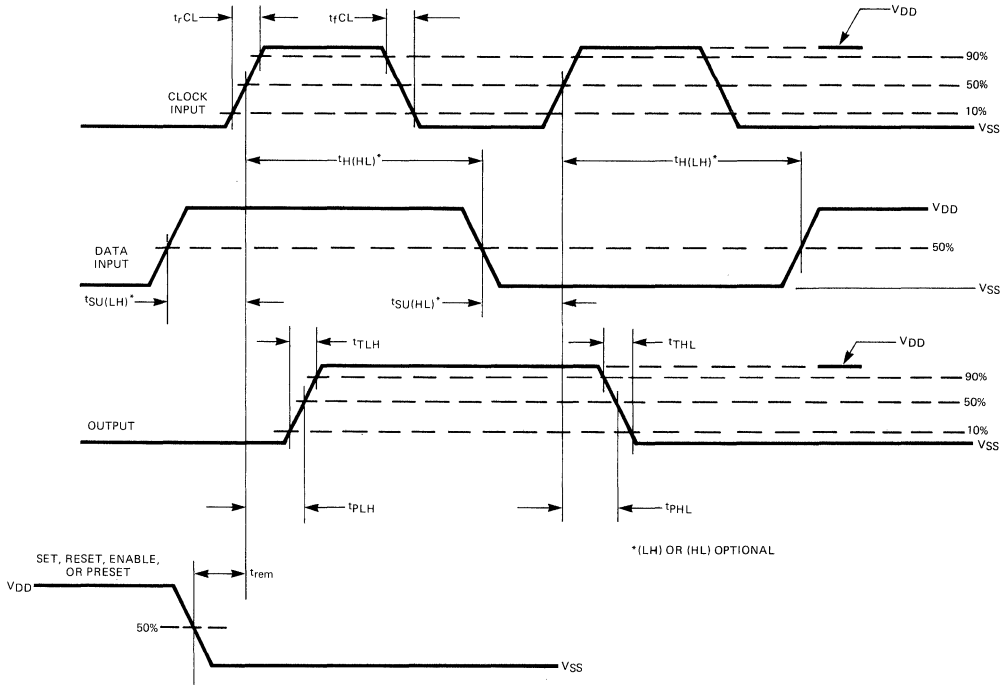 trCL
tfCL
VDD
90%
50%
10%
CLOCK
INPUT
VSS
tH(HL)*
tH(LH)*
VDD
50%
DATA
INPUT
VSS
tSU(LH)*
tSU(HL)*
tTLH
tTHL
VDD
90%
50%
10%
OUTPUT
VSS
tPLH
tPHL
*(LH) OR (HL) OPTIONAL
SET, RESET, ENABLE,
OR PRESET
trem
VDD
50%
VSS